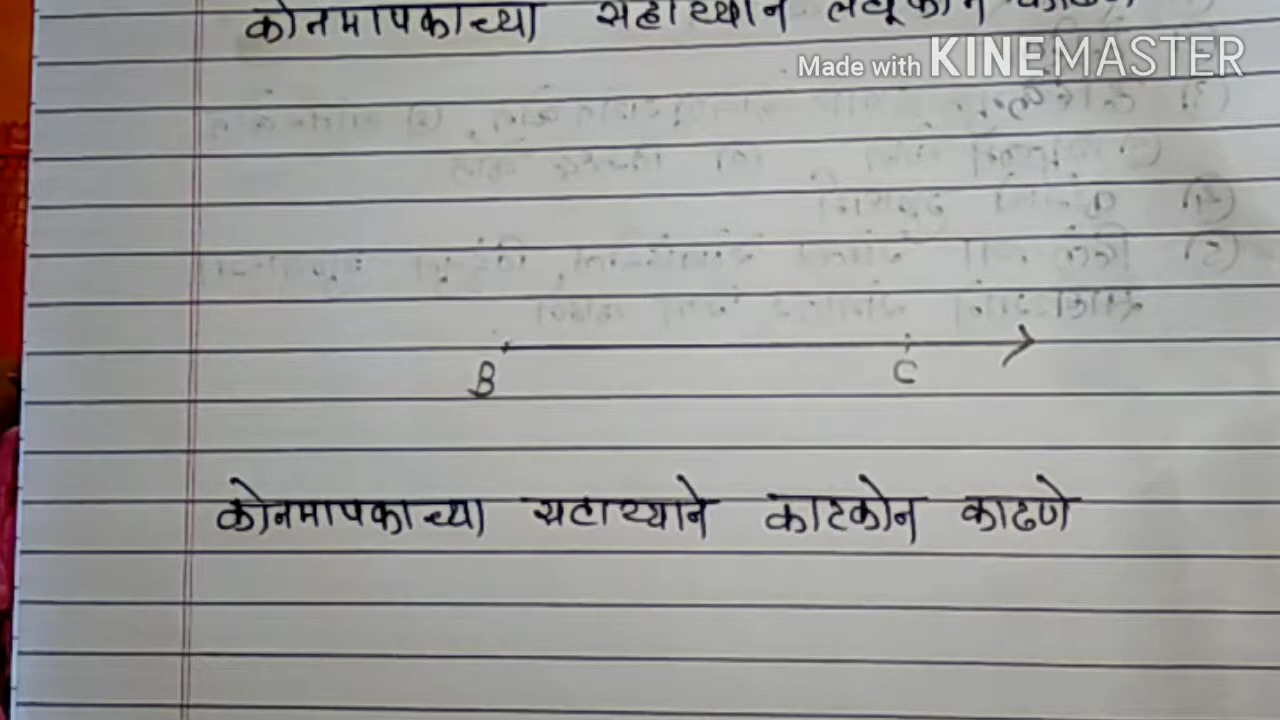 कोनमापकाच्या सहाय्याने लघूकोन काढणे
Made with KINEMASTER
B
C
कोनमापकाच्या सहाय्याने काटकोन काढणे